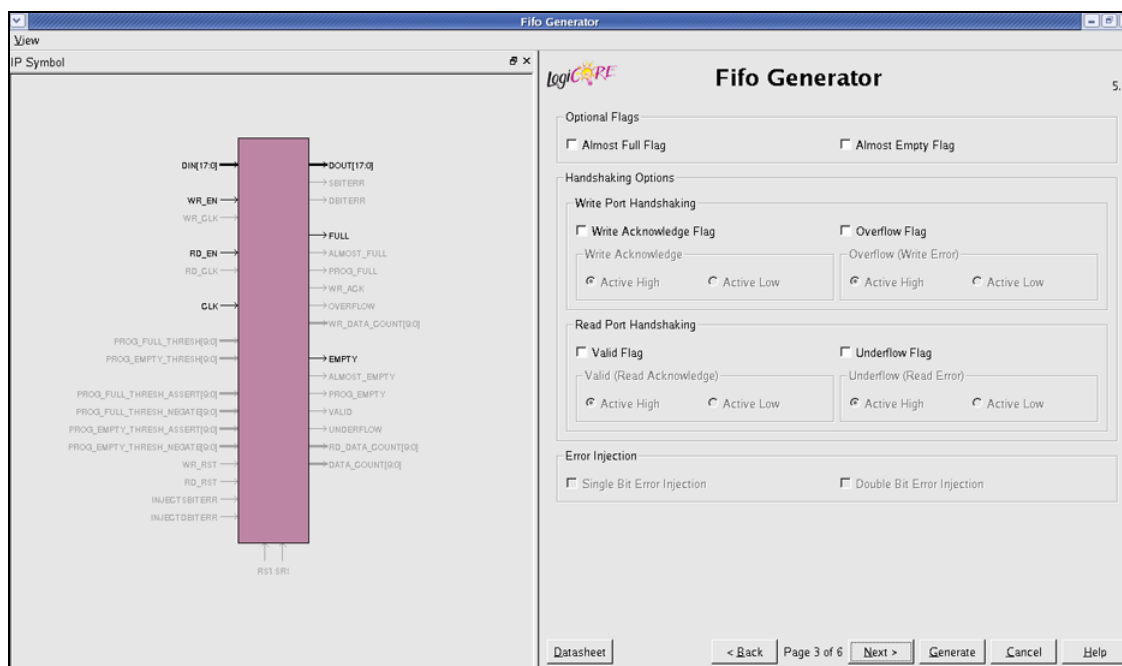 Fifo Generator
View
IP Symbol
DIN[17:0]
WR_EN
WR_CLK
RD_EN
RD_CLK
CLK
PROG_FULL_THRESH[9:0]
PROG_EMPTY_THRESH[9:0]
PROG_FULL_THRESH_ASSERT[9:0]
PROG_FULL_THRESH_NEGATE[9:0]
PROG_EMPTY_THRESH_ASSERT[9:0]
PROG_EMPTY_THRESH_NEGATE[9:0]
WR_RST
RD_RST
INJECTSBITERR
INJECTDBITERR
DOUT[17:0]
SBITERR
DBITERR
FULL
ALMOST_FULL
PROG_FULL
WR_ACK
OVERFLOW
WR_DATA_COUNT[9:0]
EMPTY
ALMOST_EMPTY
PROG_EMPTY
VALID
UNDERFLOW
RD_DATA_COUNT[9:0]
DATA_COUNT[9:0]
logiCORE
Fifo Generator
5.
Optional Flags
Almost Full Flag Almost Empty Flag
Handshaking Options
Write Port Handshaking
Write Acknowledge Flag Overflow Flag
Write Acknowledge Overflow (Write Error)
Active High Active Low Active High Active Low
Read Port Handshaking
Valid Flag Underflow Flag
Valid (Read Acknowledge) Underflow (Read Error)
Active High Active Low Active High Active Low
Error Injection
Single Bit Error Injection Double Bit Error Injection
Datasheet < Back Page 3 of 6 Next > Generate Cancel Help